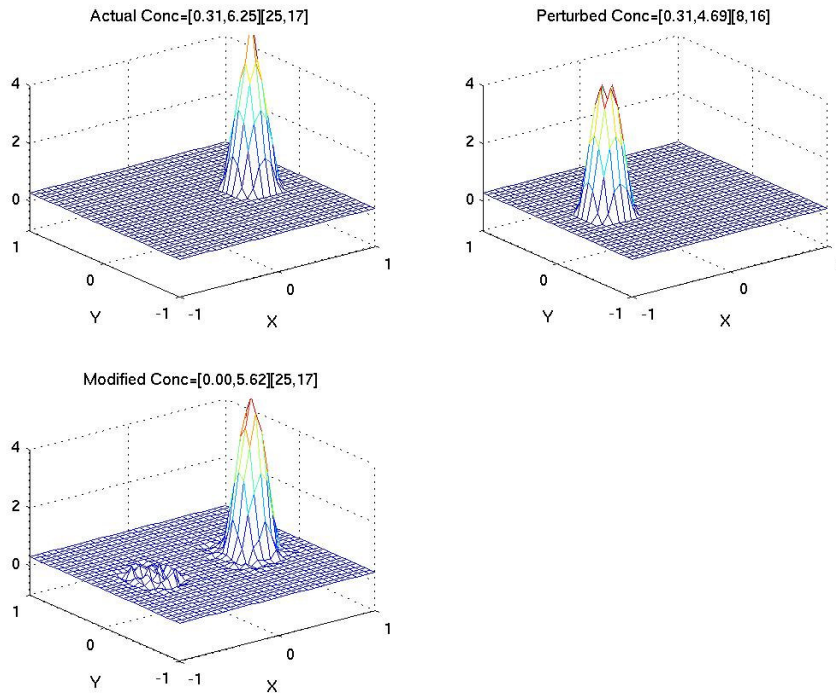 Actual Conc=[0.31,6.25][25,17]
4
2
0
1
0
-1
Y
-1
0
1
X
Perturbed Conc=[0.31,4.69][8,16]
4
2
0
1
0
-1
Y
-1
0
X
Modified Conc=[0.00,5.62][25,17]
4
2
0
1
0
-1
Y
-1
0
1
X